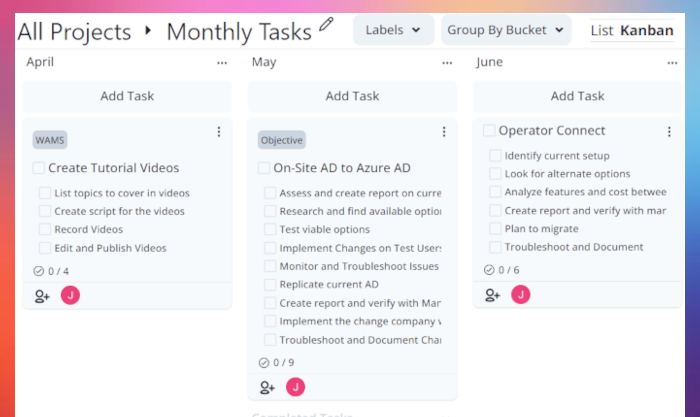 All Projects Monthly Tasks
Labels
Group By Bucket
List Kanban
April
Add Task
WAMS
Create Tutorial Videos
List topics to cover in videos
Create script for the videos
Record Videos
Edit and Publish Videos
0 / 4
J
May
Add Task
Objective
On-Site AD to Azure AD
Assess and create report on curre
Research and find available optio
Test viable options
Implement Changes on Test User
Monitor and Troubleshoot Issues
Replicate current AD
Create report and verify with Mar
Implement the change company
Troubleshoot and Document Cha
0 / 9
J
Completed Tasks
June
Add Task
Operator Connect
Identify current setup
Look for alternate options
Analyze features and cost betwee
Create report and verify with mar
Plan to migrate
Troubleshoot and Document
0 / 6
J